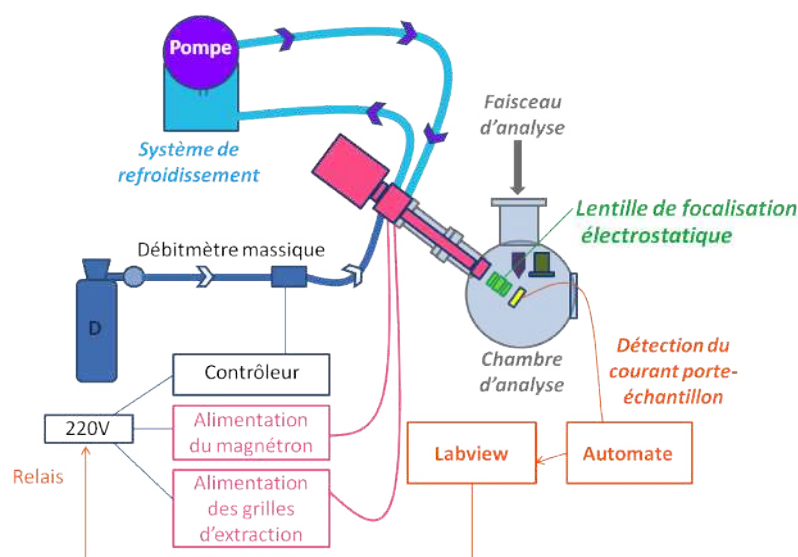 Pompe
Système de
refroidissement
Faisceau
d'analyse
Lentille de focalisation
électrostatique
Débitmètre massique
D
Chambre
d'analyse
Détection du
courant porte-
échantillon
Contrôleur
220V
Alimentation
du magnétron
Labview
Automate
Relais
Alimentation
des grilles
d'extraction